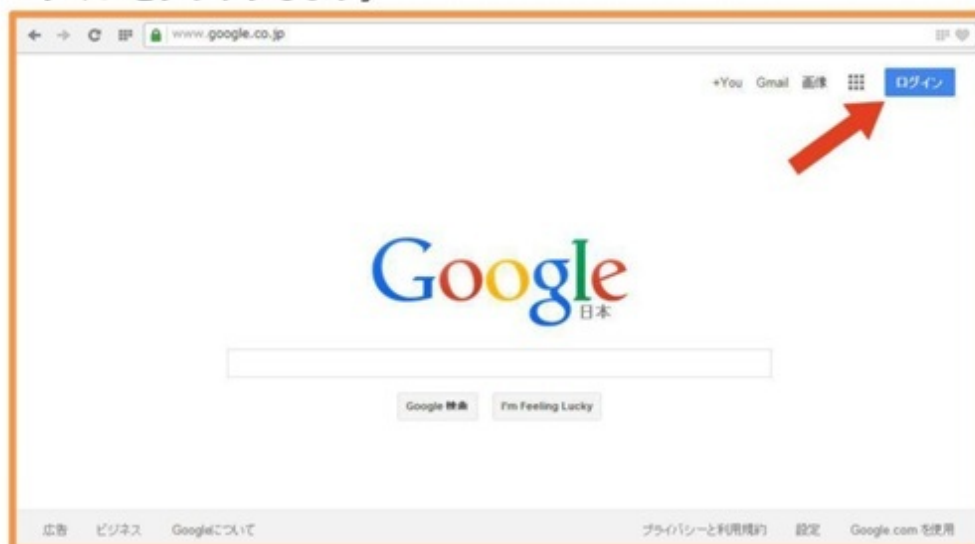 www.google.co.jp
+You Gmail 画像 ログイン
Google
日本
Google 検索 I'm Feeling Lucky
広告 ビジネス Googleについて プライバシーと利用規約 設定 Google.com を使用